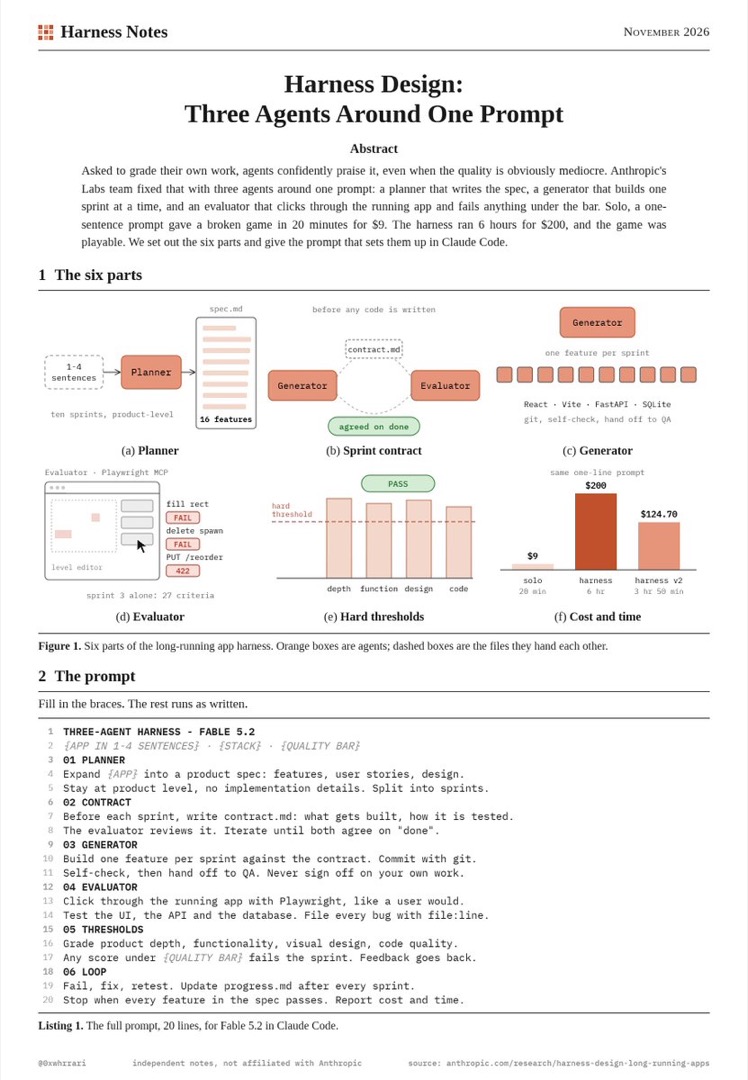 Harness Notes
November 2026
Harness Design:
Three Agents Around One Prompt
Abstract
Asked to grade their own work, agents confidently praise it, even when the quality is obviously mediocre. Anthropic's
Labs team fixed that with three agents around one prompt: a planner that writes the spec, a generator that builds one
sprint at a time, and an evaluator that clicks through the running app and fails anything under the bar. Solo, a one-
sentence prompt gave a broken game in 20 minutes for $9. The harness ran 6 hours for $200, and the game was
playable. We set out the six parts and give the prompt that sets them up in Claude Code.
1 The six parts
spec.md
1-4
sentences
Planner
16 features
ten sprints, product-level
(a) Planner
before any code is written
contract.md
Generator
Evaluator
agreed on done
(b) Sprint contract
Generator
one feature per sprint
React · Vite · FastAPI · SQLite
git, self-check, hand off to QA
(c) Generator
Evaluator · Playwright MCP
level editor
fill rect
FAIL
delete spawn
FAIL
PUT /reorder
422
sprint 3 alone: 27 criteria
(d) Evaluator
PASS
hard
threshold
depth function design code
(e) Hard thresholds
same one-line prompt
$9
$200
$124.70
solo
20 min
harness
6 hr
harness v2
3 hr 50 min
(f) Cost and time
Figure 1. Six parts of the long-running app harness. Orange boxes are agents; dashed boxes are the files they hand each other.
2 The prompt
Fill in the braces. The rest runs as written.
1 THREE-AGENT HARNESS - FABLE 5.2
2 {APP IN 1-4 SENTENCES} · {STACK} · {QUALITY BAR}
3 01 PLANNER
4 Expand {APP} into a product spec: features, user stories, design.
5 Stay at product level, no implementation details. Split into sprints.
6 02 CONTRACT
7 Before each sprint, write contract.md: what gets built, how it is tested.
8 The evaluator reviews it. Iterate until both agree on "done".
9 03 GENERATOR
10 Build one feature per sprint against the contract. Commit with git.
11 Self-check, then hand off to QA. Never sign off on your own work.
12 04 EVALUATOR
13 Click through the running app with Playwright, like a user would.
14 Test the UI, the API and the database. File every bug with file:line.
15 05 THRESHOLDS
16 Grade product depth, functionality, visual design, code quality.
17 Any score under {QUALITY BAR} fails the sprint. Feedback goes back.
18 06 LOOP
19 Fail, fix, retest. Update progress.md after every sprint.
20 Stop when every feature in the spec passes. Report cost and time.
Listing 1. The full prompt, 20 lines, for Fable 5.2 in Claude Code.
@0xwhrrari
independent notes, not affiliated with Anthropic
source: anthropic.com/research/harness-design-long-running-apps